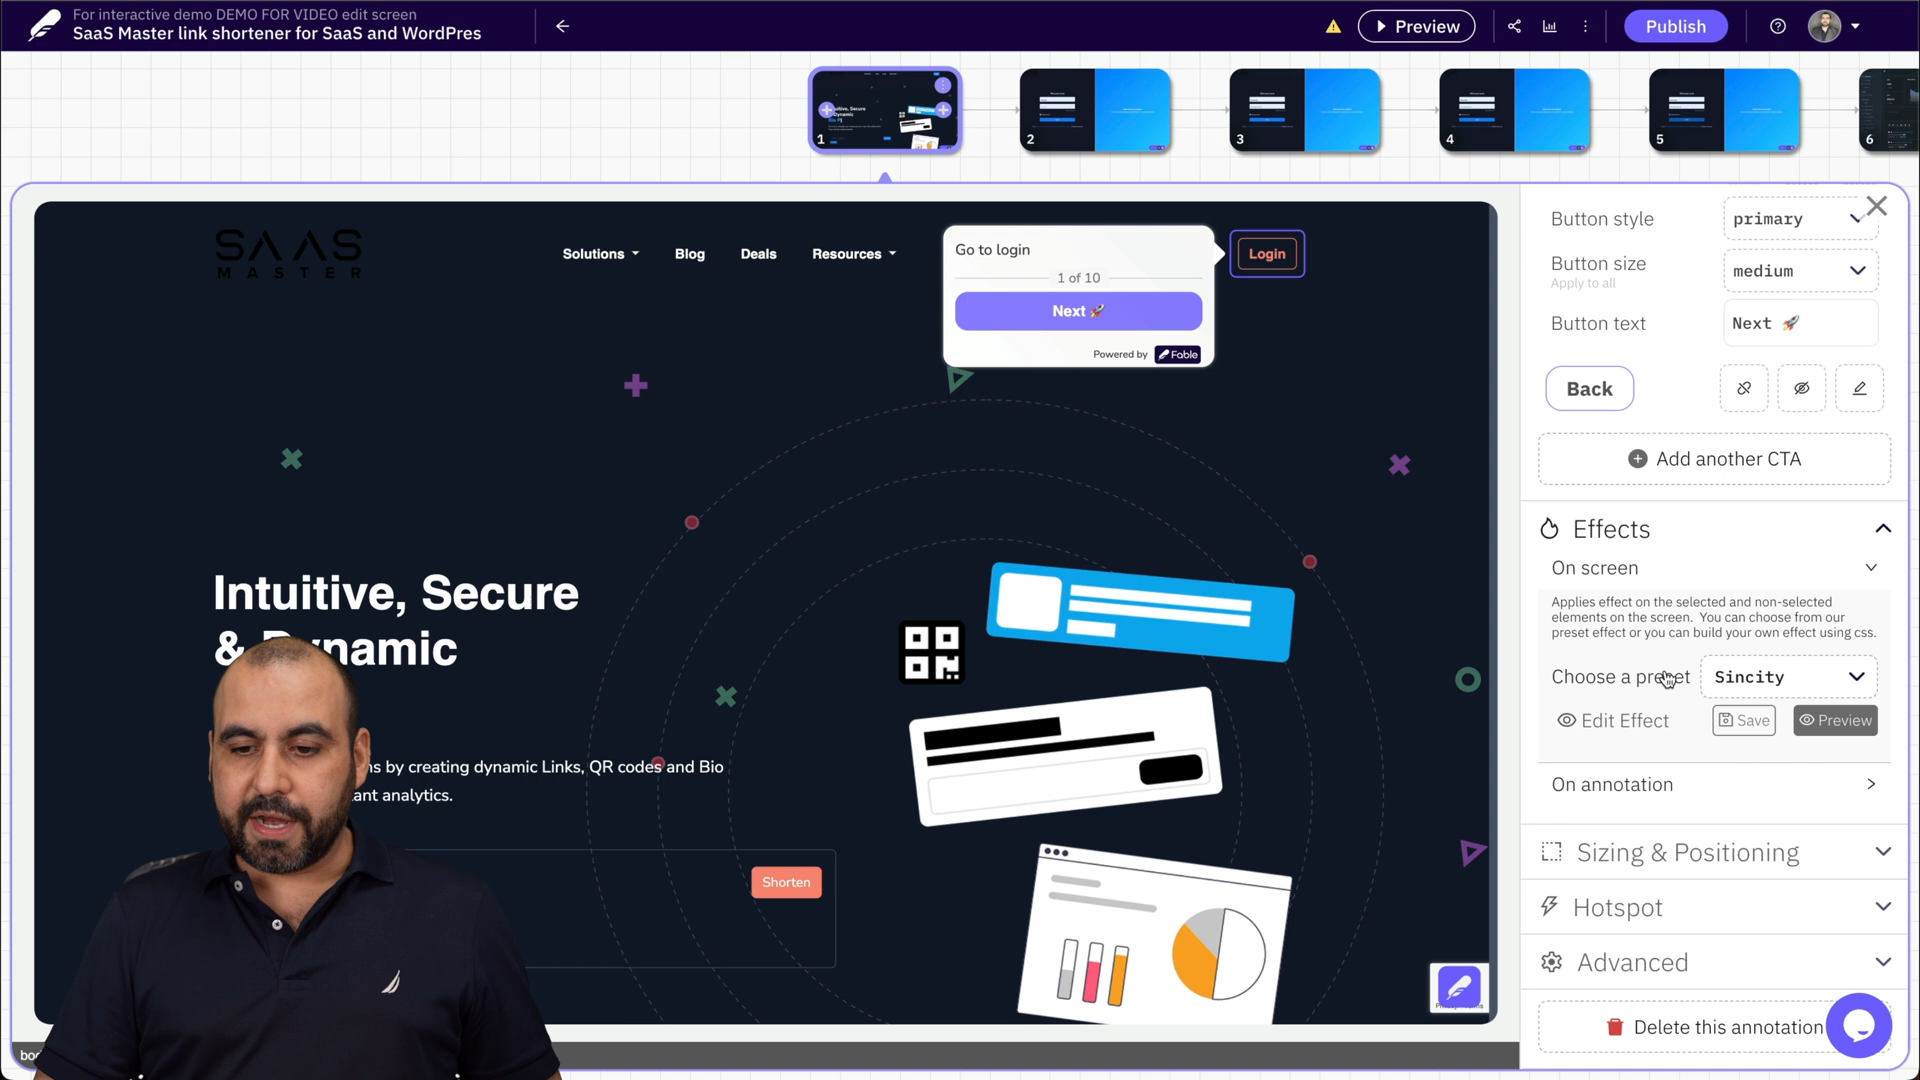 For interactive demo DEMO FOR VIDEO edit screen
SaaS Master link shortener for SaaS and WordPres
Preview
Publish
1
2
3
4
5
6
SAAS
MASTER
Solutions
Blog
Deals
Resources
Login
Go to login
1 of 10
Next 🚀
Powered by Fable
Intuitive, Secure
& Dynamic
ns by creating dynamic Links, QR codes and Bio
ant analytics.
Shorten
Button style
primary
Button size
Apply to all
medium
Button text
Next 🚀
Back
Add another CTA
Effects
On screen
Applies effect on the selected and non-selected
elements on the screen. You can choose from our
preset effect or you can build your own effect using css.
Choose a preset
Sincity
Edit Effect
Save
Preview
On annotation
Sizing & Positioning
Hotspot
Advanced
Delete this annotation